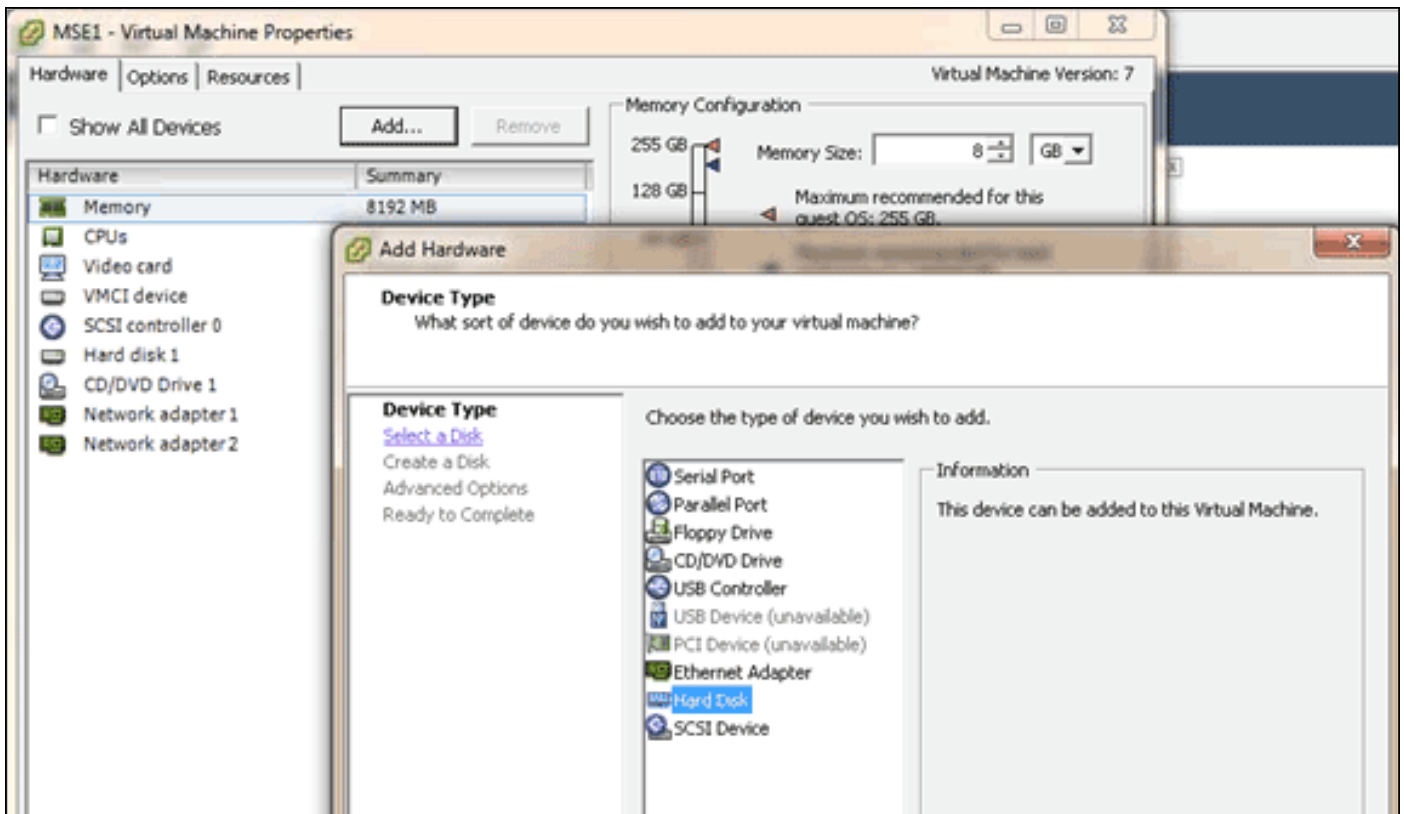 MSE1 - Virtual Machine Properties
Hardware Options Resources
Virtual Machine Version: 7
Show All Devices
Add...
Remove
Hardware Summary
Memory 8192 MB
CPUs
Video card
VMCI device
SCSI controller 0
Hard disk 1
CD/DVD Drive 1
Network adapter 1
Network adapter 2
Memory Configuration
255 GB
128 GB
Memory Size: 8 GB
Maximum recommended for this
guest OS: 255 GB.
Add Hardware
Device Type
What sort of device do you wish to add to your virtual machine?
Device Type
Select a Disk
Create a Disk
Advanced Options
Ready to Complete
Choose the type of device you wish to add.
Serial Port
Parallel Port
Floppy Drive
CD/DVD Drive
USB Controller
USB Device (unavailable)
PCI Device (unavailable)
Ethernet Adapter
Hard Disk
SCSI Device
Information
This device can be added to this Virtual Machine.